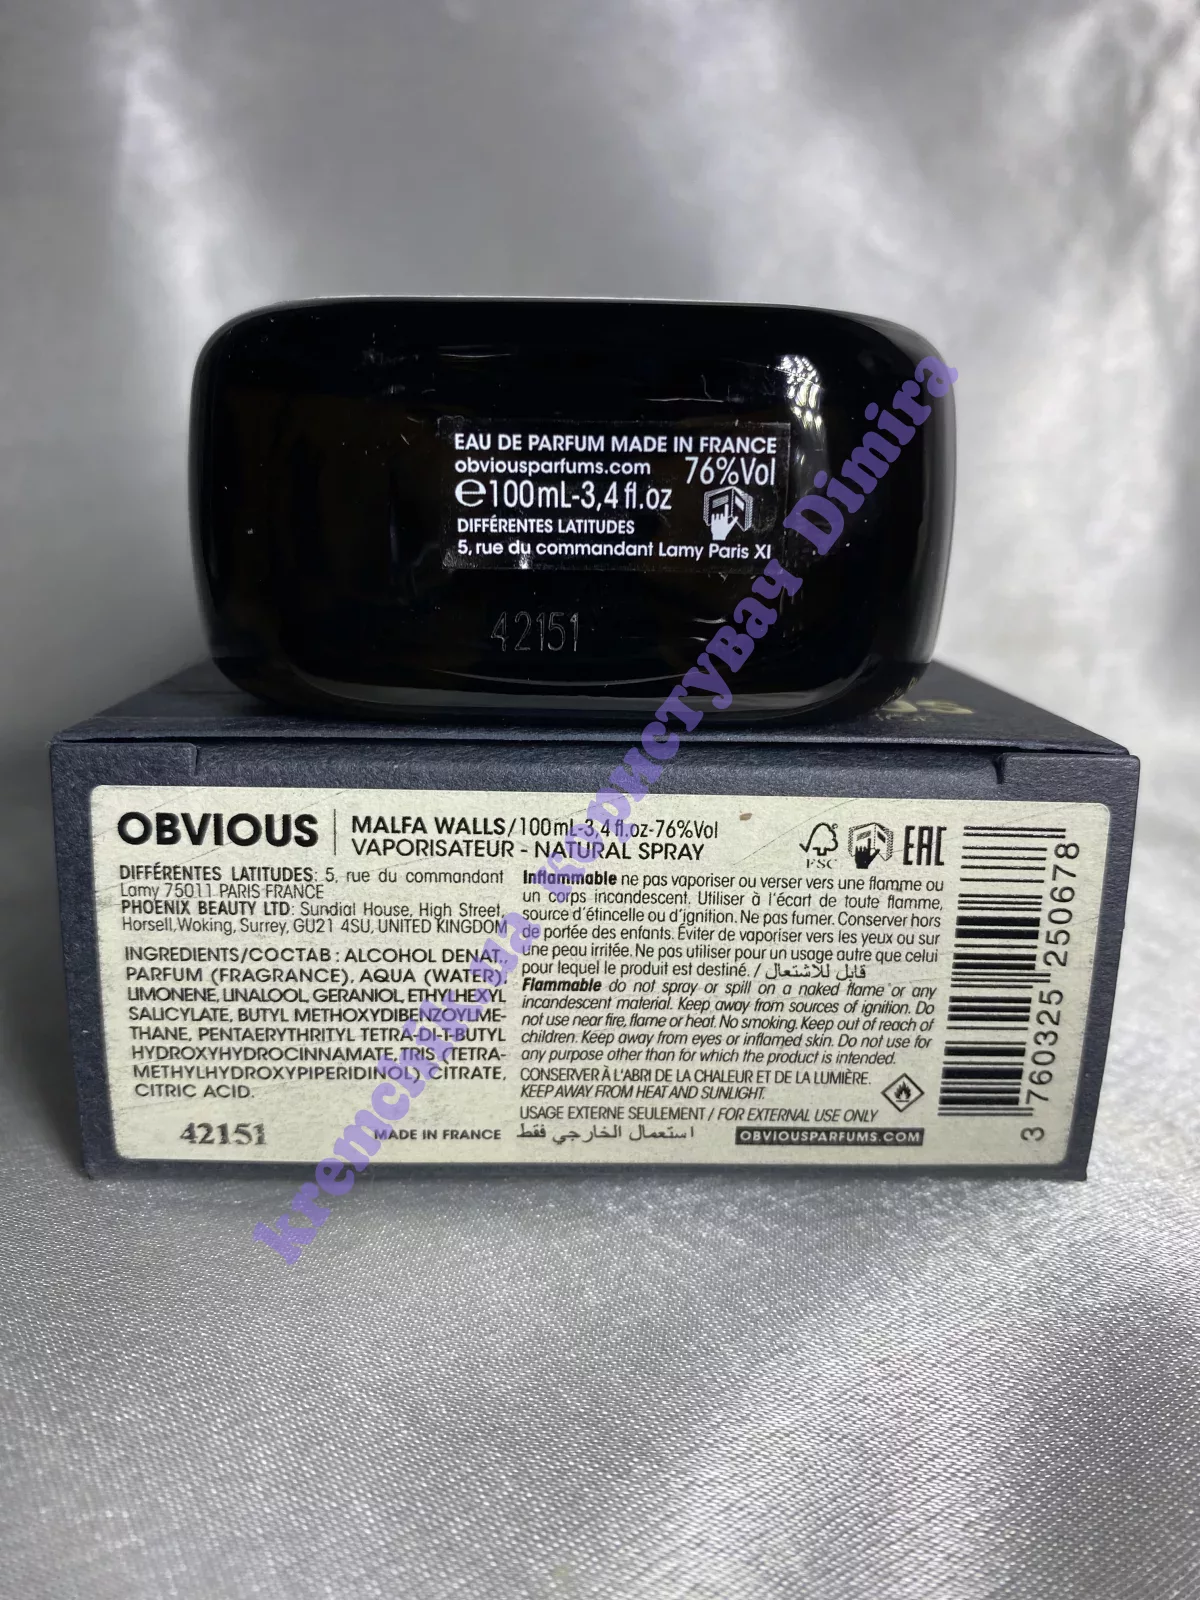 EAU DE PARFUM MADE IN FRANCE
obviousparfums.com 76%Vol
℮100mL-3,4 fl.oz
DIFFÉRENTES LATITUDES
5, rue du commandant Lamy Paris XI
42151
us
OBVIOUS
MALFA WALLS/100mL-3,4 fl.oz-76%Vol
VAPORISATEUR - NATURAL SPRAY
DIFFÉRENTES LATITUDES: 5, rue du commandant
Lamy 75011 PARIS FRANCE
PHOENIX BEAUTY LTD: Sundial House, High Street,
Horsell, Woking, Surrey, GU21 4SU, UNITED KINGDOM
INGREDIENTS/COCTAB : ALCOHOL DENAT.,
PARFUM (FRAGRANCE), AQUA (WATER),
LIMONENE, LINALOOL, GERANIOL, ETHYLHEXYL
SALICYLATE, BUTYL METHOXYDIBENZOYLME-
THANE, PENTAERYTHRITYL TETRA-DI-T-BUTYL
HYDROXYHYDROCINNAMATE, TRIS (TETRA-
METHYLHYDROXYPIPERIDINOL) CITRATE,
CITRIC ACID.
42151
MADE IN FRANCE
Inflammable ne pas vaporiser ou verser vers une flamme ou
un corps incandescent. Utiliser à l'écart de toute flamme,
source d'étincelle ou d'ignition. Ne pas fumer. Conserver hors
de portée des enfants. Éviter de vaporiser vers les yeux ou sur
une peau irritée. Ne pas utiliser pour un usage autre que celui
pour lequel le produit est destiné. / قابل للاشتعال
Flammable do not spray or spill on a naked flame or any
incandescent material. Keep away from sources of ignition. Do
not use near fire, flame or heat. No smoking. Keep out of reach of
children. Keep away from eyes or inflamed skin. Do not use for
any purpose other than for which the product is intended.
CONSERVER À L'ABRI DE LA CHALEUR ET DE LA LUMIÈRE.
KEEP AWAY FROM HEAT AND SUNLIGHT.
USAGE EXTERNE SEULEMENT / FOR EXTERNAL USE ONLY
استعمال الخارجي فقط
OBVIOUSPARFUMS.COM
FSC
EAC
3 760325 250678
kremchik.ua користувач Dimira